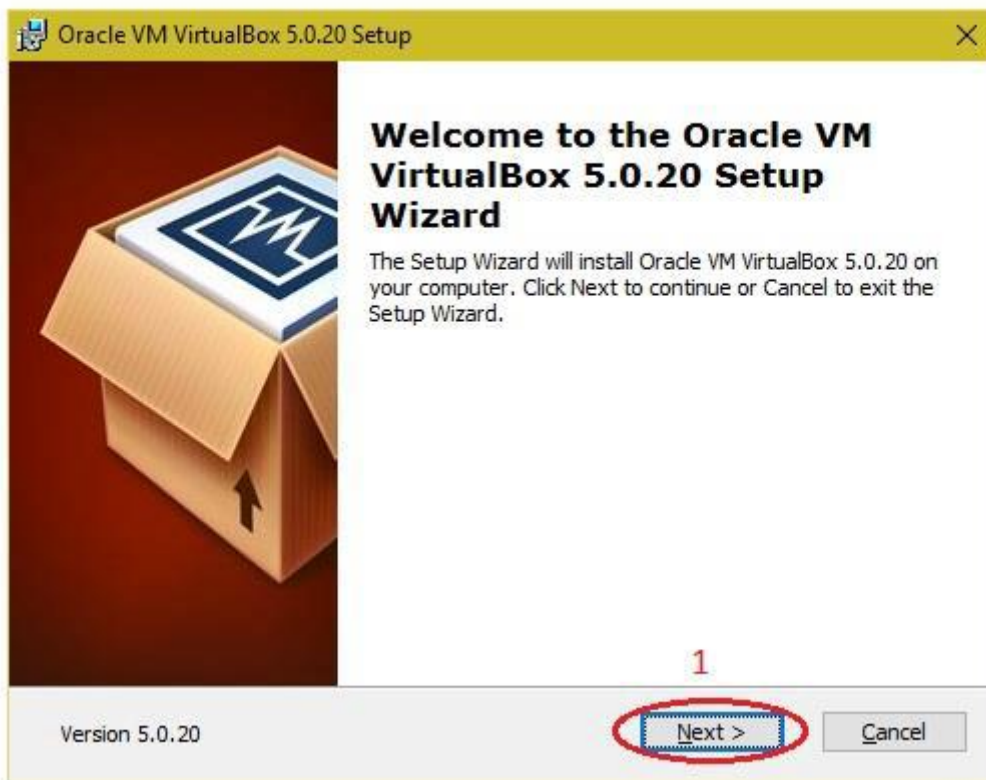 Oracle VM VirtualBox 5.0.20 Setup
Welcome to the Oracle VM
VirtualBox 5.0.20 Setup
Wizard
The Setup Wizard will install Oracle VM VirtualBox 5.0.20 on
your computer. Click Next to continue or Cancel to exit the
Setup Wizard.
1
Version 5.0.20
Next >
Cancel